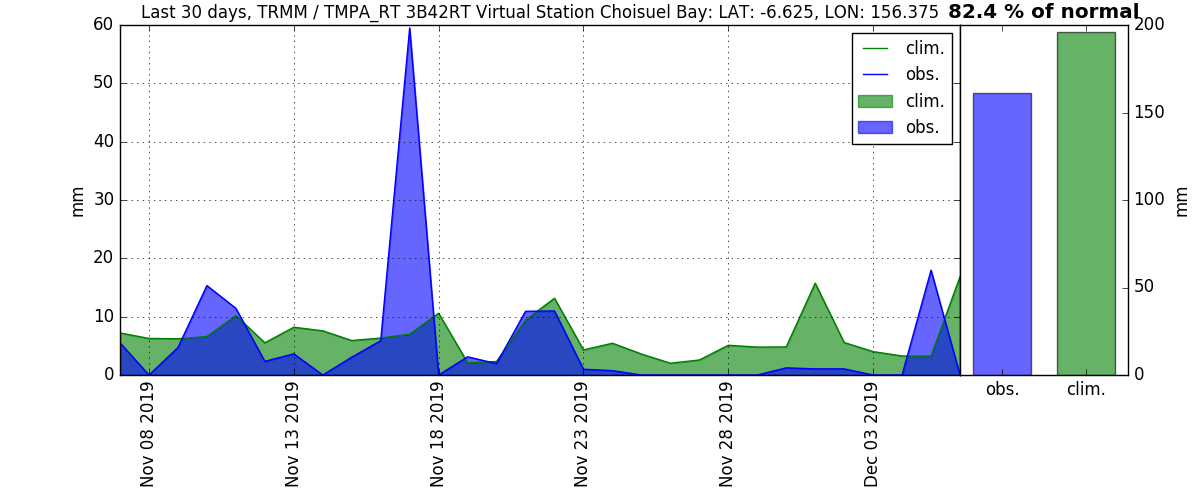 Last 30 days, TRMM / TMPA_RT 3B42RT Virtual Station Choisuel Bay: LAT: -6.625, LON: 156.375 82.4 % of normal
60
50
40
30
20
10
0
mm
clim.
obs.
clim.
obs.
200
150
100
50
0
mm
Nov 08 2019
Nov 13 2019
Nov 18 2019
Nov 23 2019
Nov 28 2019
Dec 03 2019
obs. clim.